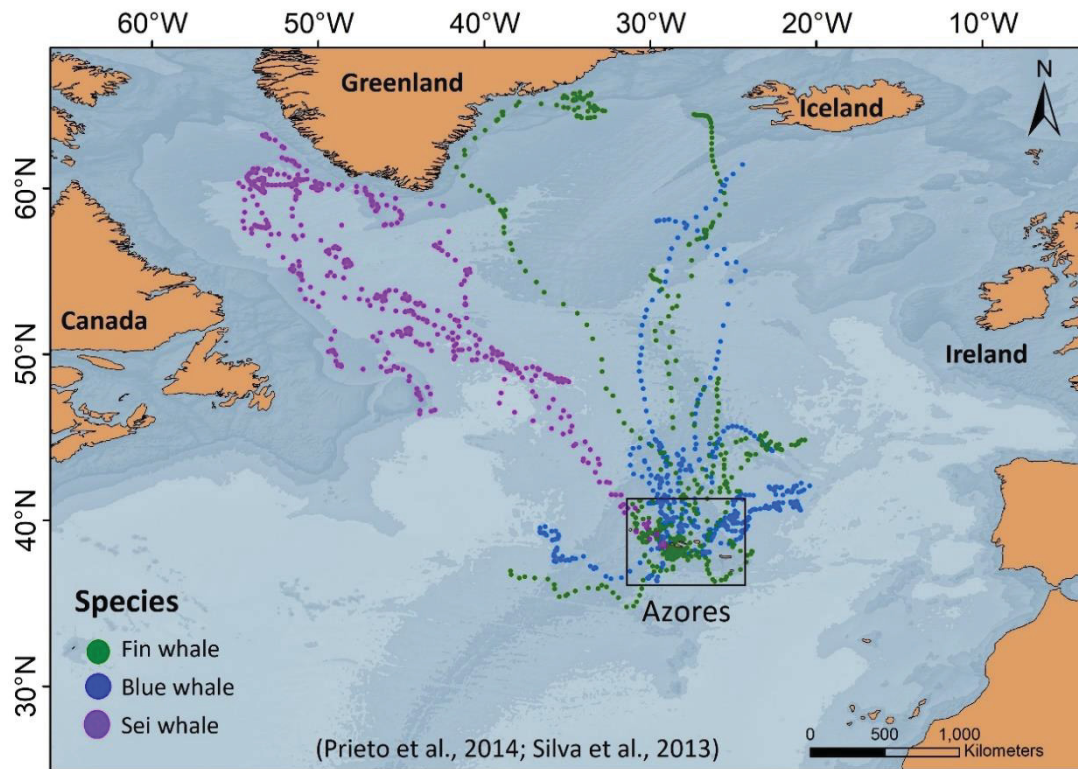 60°W 50°W 40°W 30°W 20°W 10°W
Greenland
N
Iceland
60°N
Canada
50°N
Ireland
40°N
Azores
Species
Fin whale
Blue whale
Sei whale
30°N
0 500 1,000
Kilometers
(Prieto et al., 2014; Silva et al., 2013)